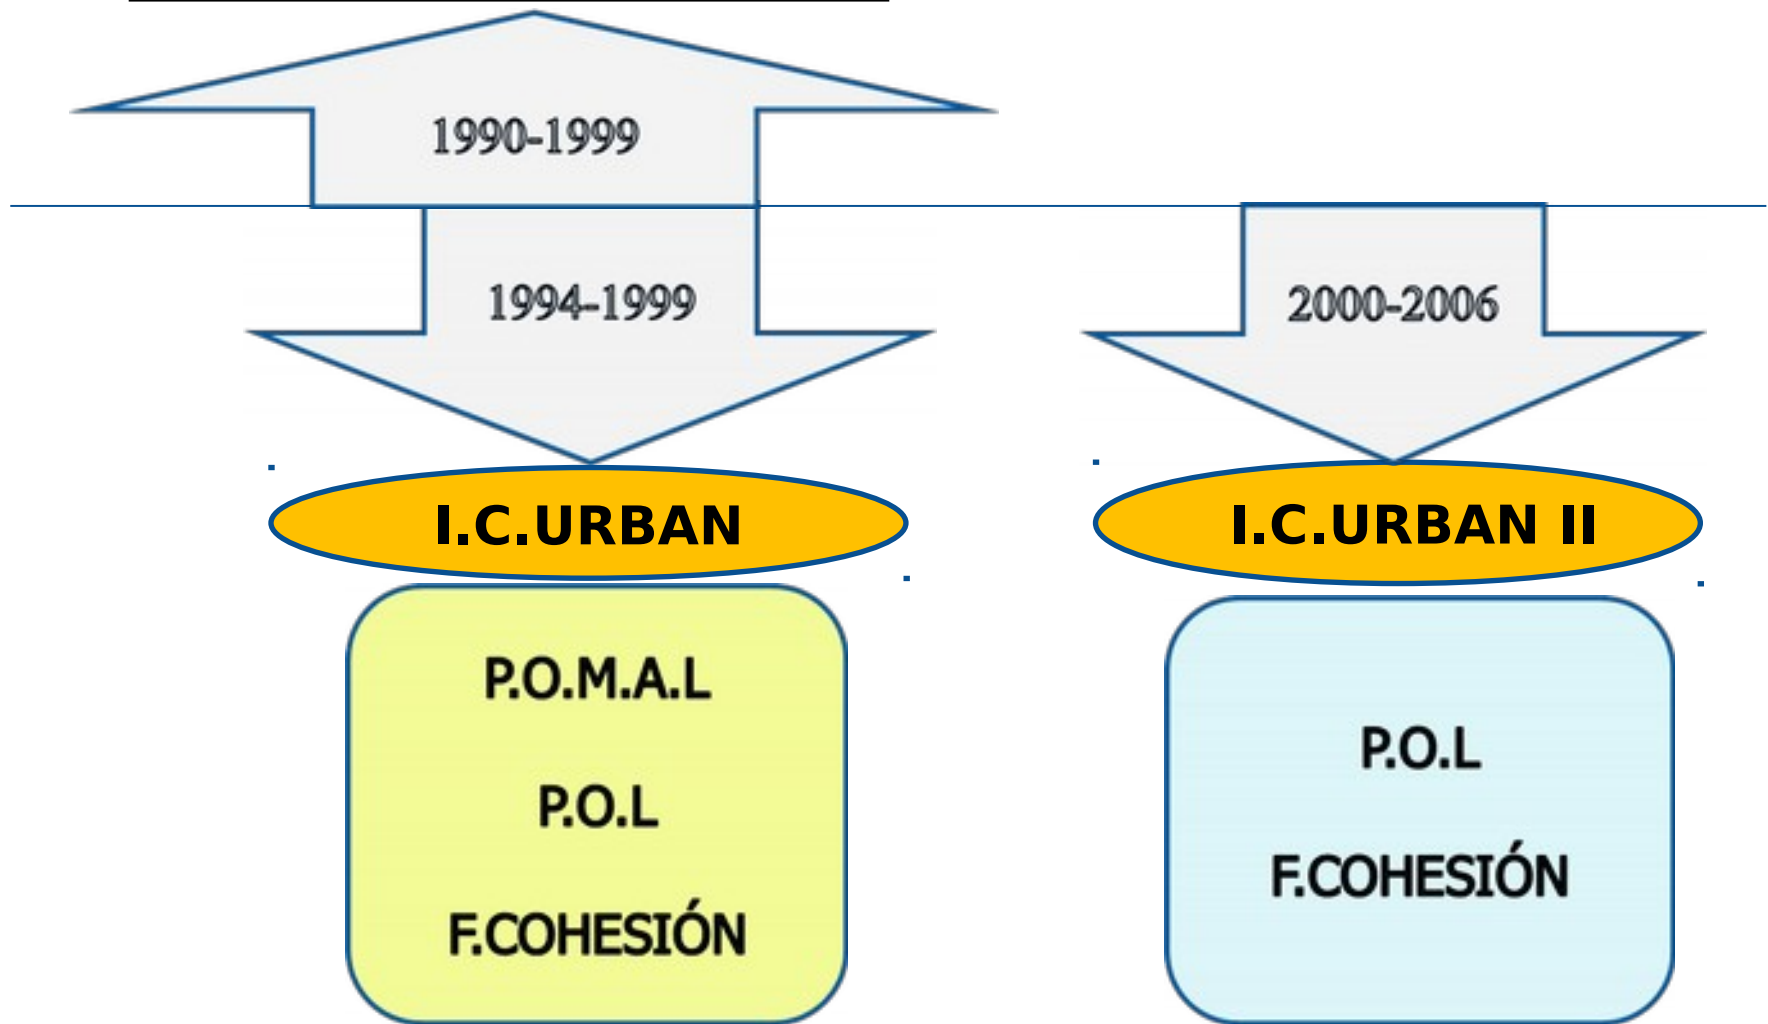 1990-1999
1994-1999
2000-2006
I.C.URBAN
I.C.URBAN II
P.O.M.A.L
P.O.L
F.COHESIÓN
P.O.L
F.COHESIÓN